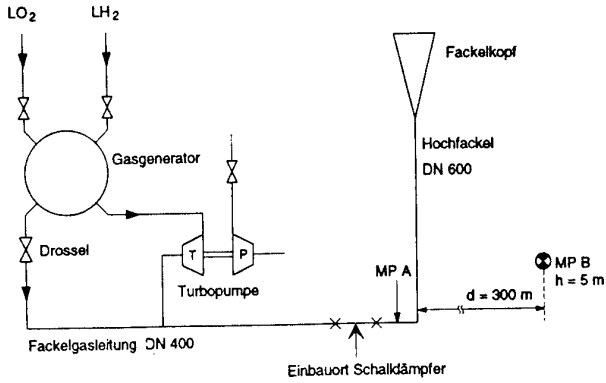 LO2
LH2
Fackelkopf
Gasgenerator
Hochfackel
DN 600
Drossel
T
P
Turbopumpe
MP A
MP B
h = 5 m
d = 300 m
Fackelgasleitung DN 400
Einbauort Schalldämpfer